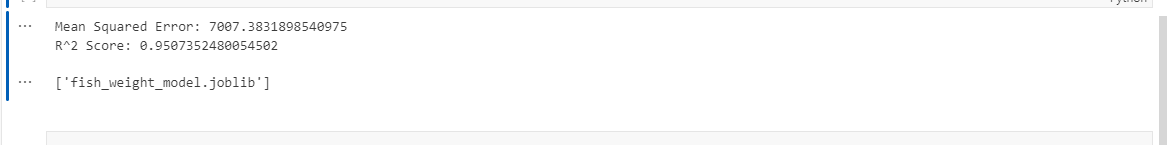 Mean Squared Error: 7007.3831898540975
R^2 Score: 0.9507352480054502
['fish_weight_model.joblib']